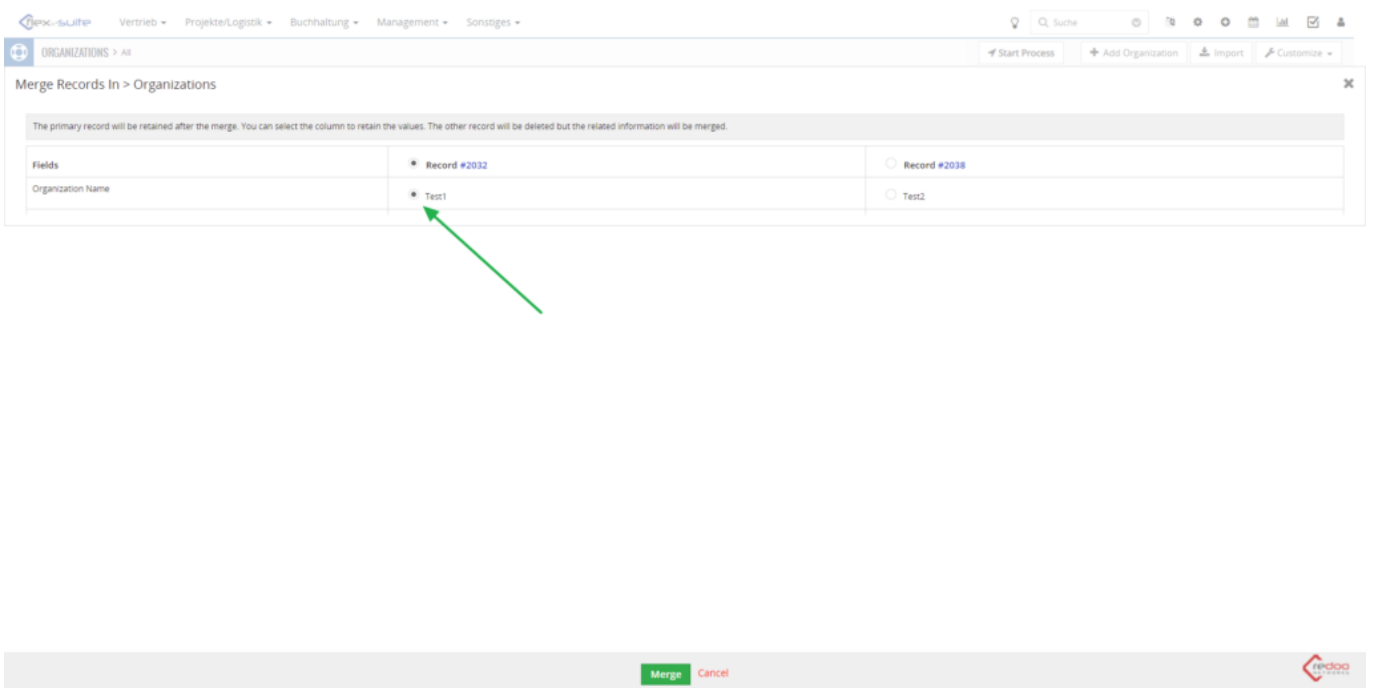 flex-suite Vertrieb Projekte/Logistik Buchhaltung Management Sonstiges Suche
ORGANIZATIONS > All Start Process Add Organization Import Customize
Merge Records In > Organizations
The primary record will be retained after the merge. You can select the column to retain the values. The other record will be deleted but the related information will be merged.
Fields Record #2032 Record #2038
Organization Name Test1 Test2
Merge Cancel
redoo
NETWORKS